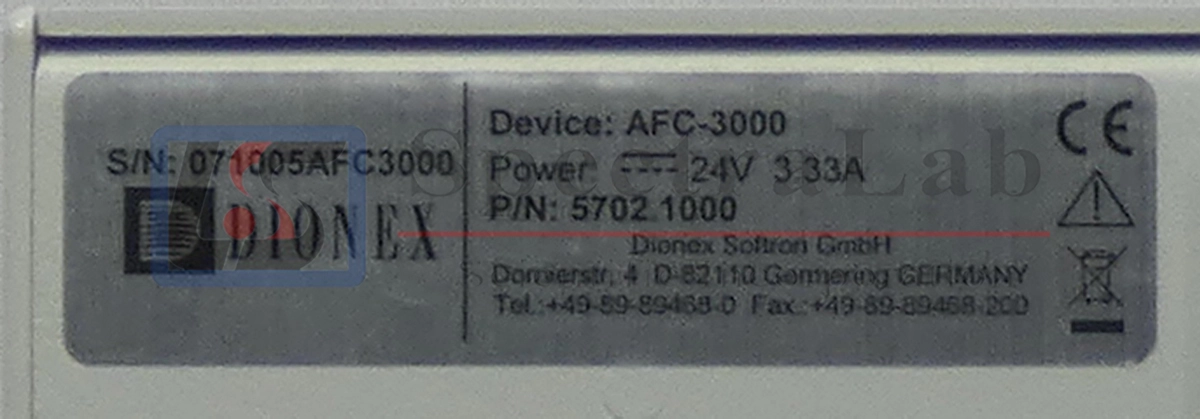 S/N: 071005AFC3000
DIONEX
Device: AFC-3000
Power: 24V 3.33A
P/N: 5702.1000
Dionex Softron GmbH
Dornierstr. 4 D-82110 Germering GERMANY
Tel.:+49-89-89468-0 Fax.:+49-89-89468-200
CE
SpectraLab